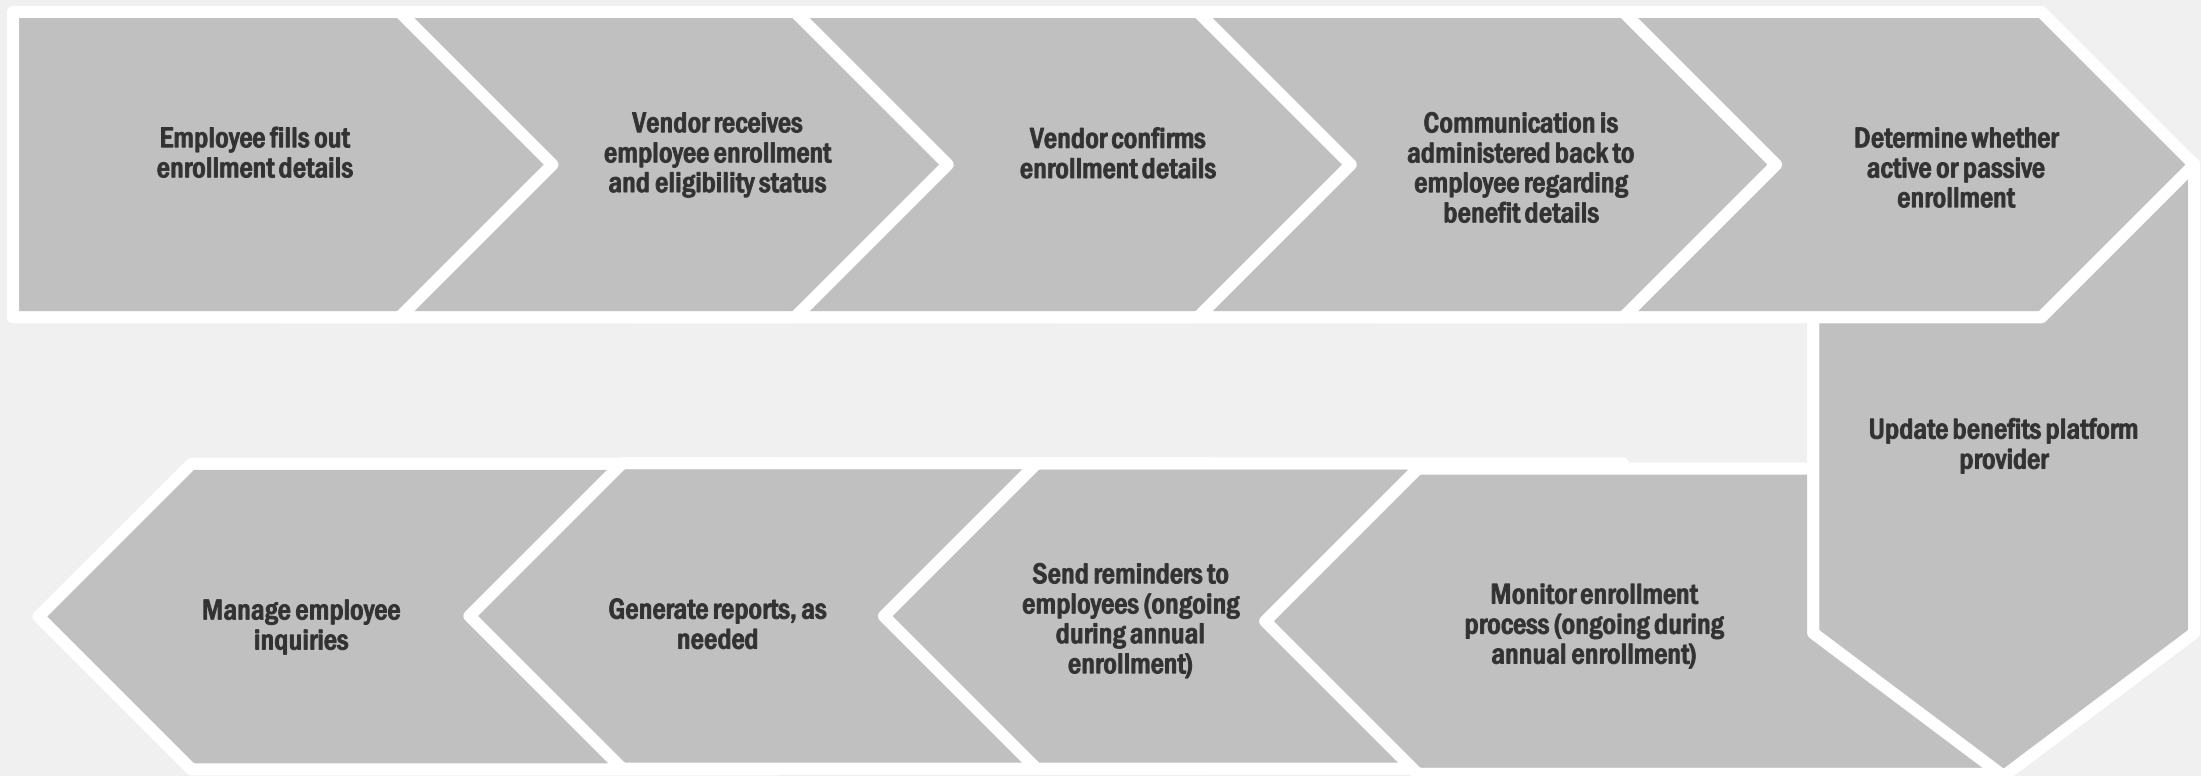 Employee fills out
enrollment details
Vendor receives
employee enrollment
and eligibility status
Vendor confirms
enrollment details
Communication is
administered back to
employee regarding
benefit details
Determine whether
active or passive
enrollment
Update benefits platform
provider
Monitor enrollment
process (ongoing during
annual enrollment)
Send reminders to
employees (ongoing
during annual
enrollment)
Generate reports, as
needed
Manage employee
inquiries